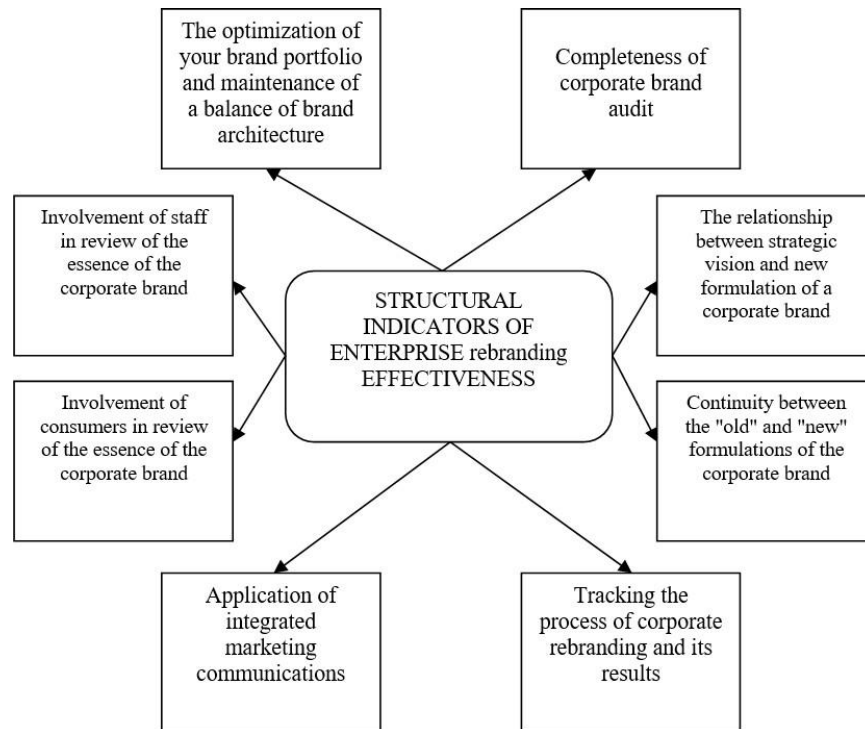 The optimization of
your brand portfolio
and maintenance of
a balance of brand
architecture
Completeness of
corporate brand
audit
Involvement of staff
in review of the
essence of the
corporate brand
The relationship
between strategic
vision and new
formulation of a
corporate brand
STRUCTURAL
INDICATORS OF
ENTERPRISE rebranding
EFFECTIVENESS
Involvement of
consumers in review
of the essence of the
corporate brand
Continuity between
the "old" and "new"
formulations of the
corporate brand
Application of
integrated
marketing
communications
Tracking the
process of corporate
rebranding and its
results